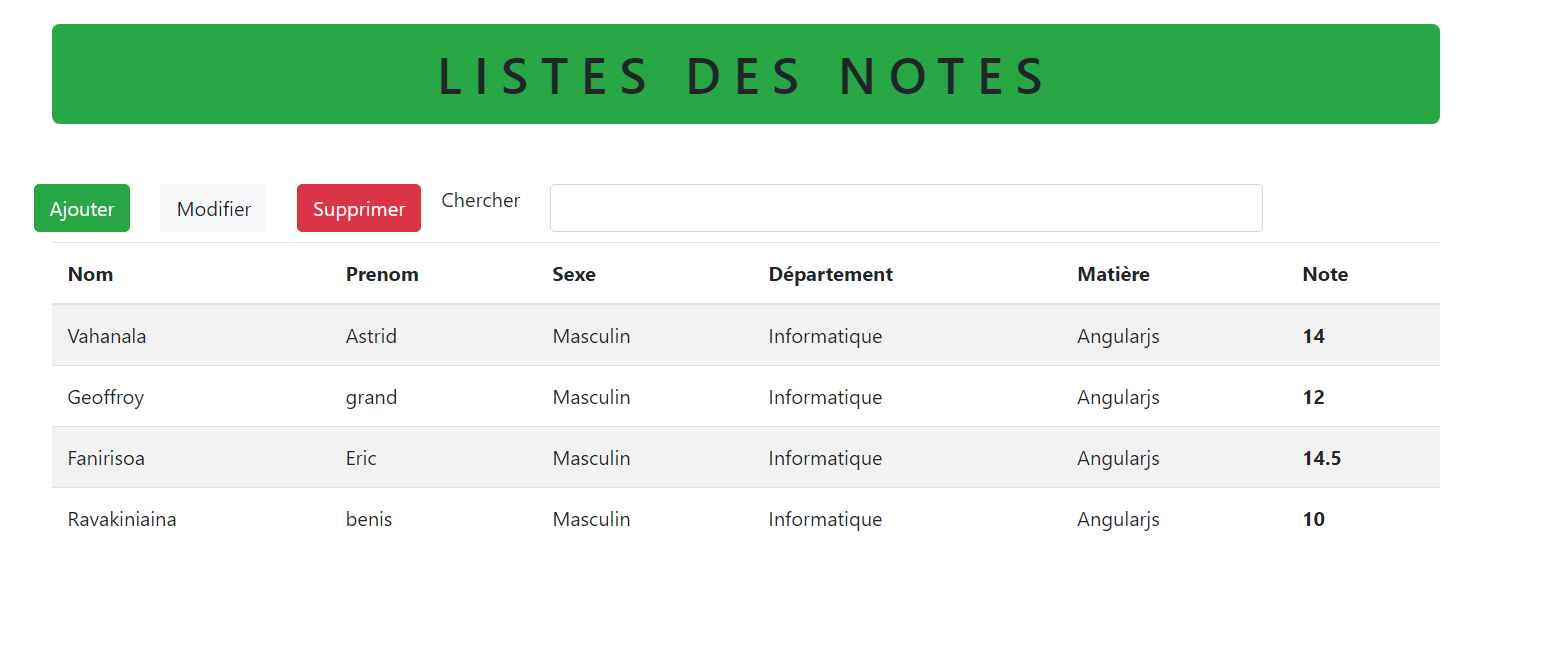 LISTES DES NOTES
Ajouter Modifier Supprimer Chercher
Nom Prenom Sexe Département Matière Note
Vahanala Astrid Masculin Informatique Angularjs 14
Geoffroy grand Masculin Informatique Angularjs 12
Fanirisoa Eric Masculin Informatique Angularjs 14.5
Ravakiniaina benis Masculin Informatique Angularjs 10